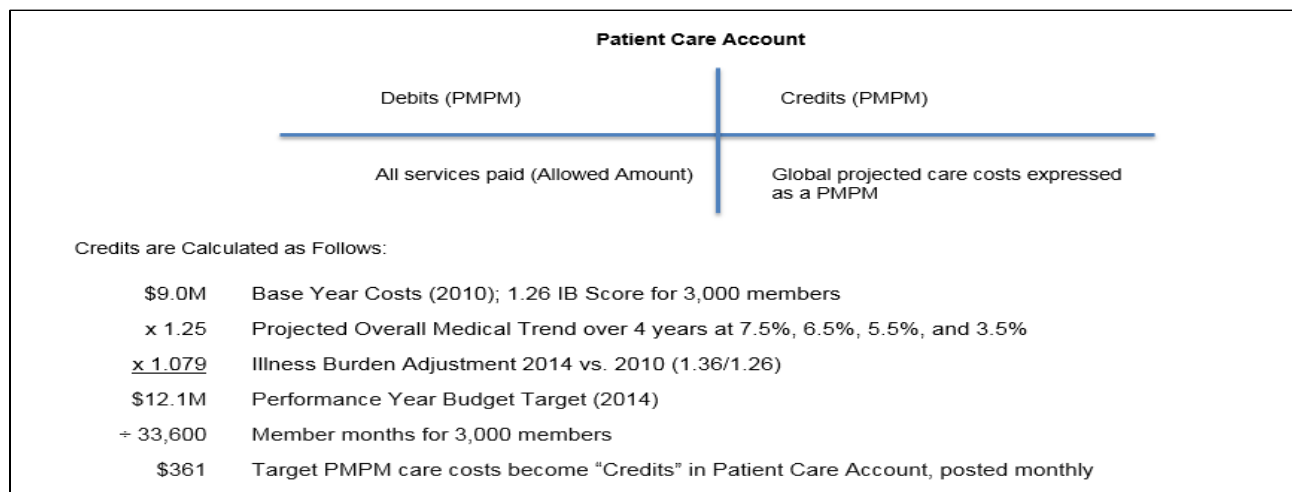 Patient Care Account
Debits (PMPM)
Credits (PMPM)
All services paid (Allowed Amount)
Global projected care costs expressed
as a PMPM
Credits are Calculated as Follows:
$9.0M Base Year Costs (2010); 1.26 IB Score for 3,000 members
x 1.25 Projected Overall Medical Trend over 4 years at 7.5%, 6.5%, 5.5%, and 3.5%
x 1.079 Illness Burden Adjustment 2014 vs. 2010 (1.36/1.26)
$12.1M Performance Year Budget Target (2014)
÷ 33,600 Member months for 3,000 members
$361 Target PMPM care costs become “Credits” in Patient Care Account, posted monthly